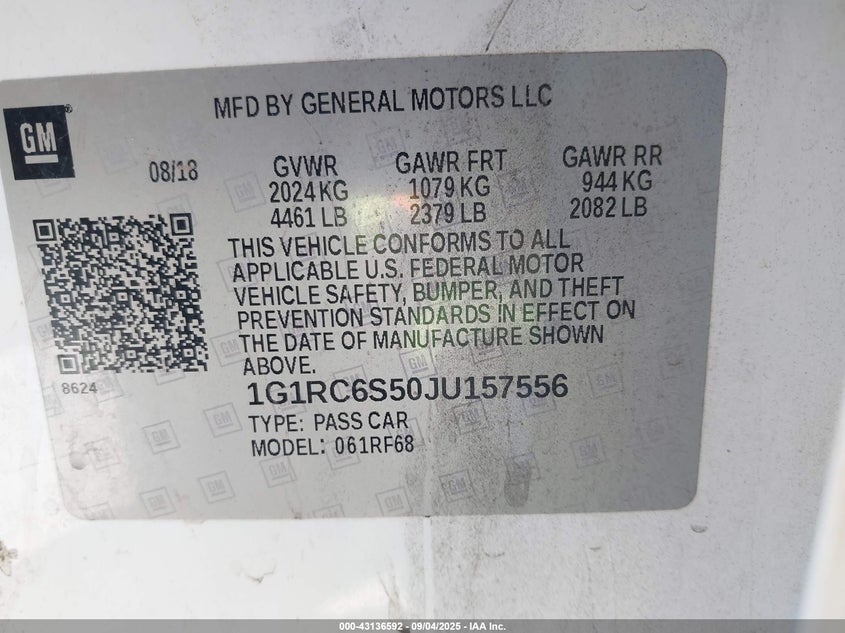 MFD BY GENERAL MOTORS LLC
GM
08/18 GVWR GAWR FRT GAWR RR
2024 KG 1079 KG 944 KG
4461 LB 2379 LB 2082 LB
THIS VEHICLE CONFORMS TO ALL
APPLICABLE U.S. FEDERAL MOTOR
VEHICLE SAFETY, BUMPER, AND THEFT
PREVENTION STANDARDS IN EFFECT ON
THE DATE OF MANUFACTURE SHOWN
ABOVE.
8624
1G1RC6S50JU157556
TYPE: PASS CAR
MODEL: 061RF68
000-43136592 - 09/04/2025 - IAA Inc.